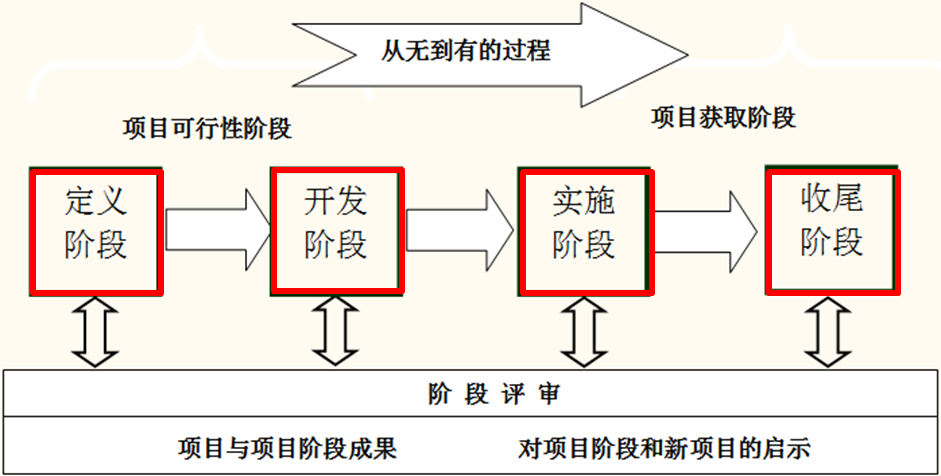 从无到有的过程
项目可行性阶段
项目获取阶段
定义
阶段
开发
阶段
实施
阶段
收尾
阶段
阶 段 评 审
项目与项目阶段成果
对项目阶段和新项目的启示